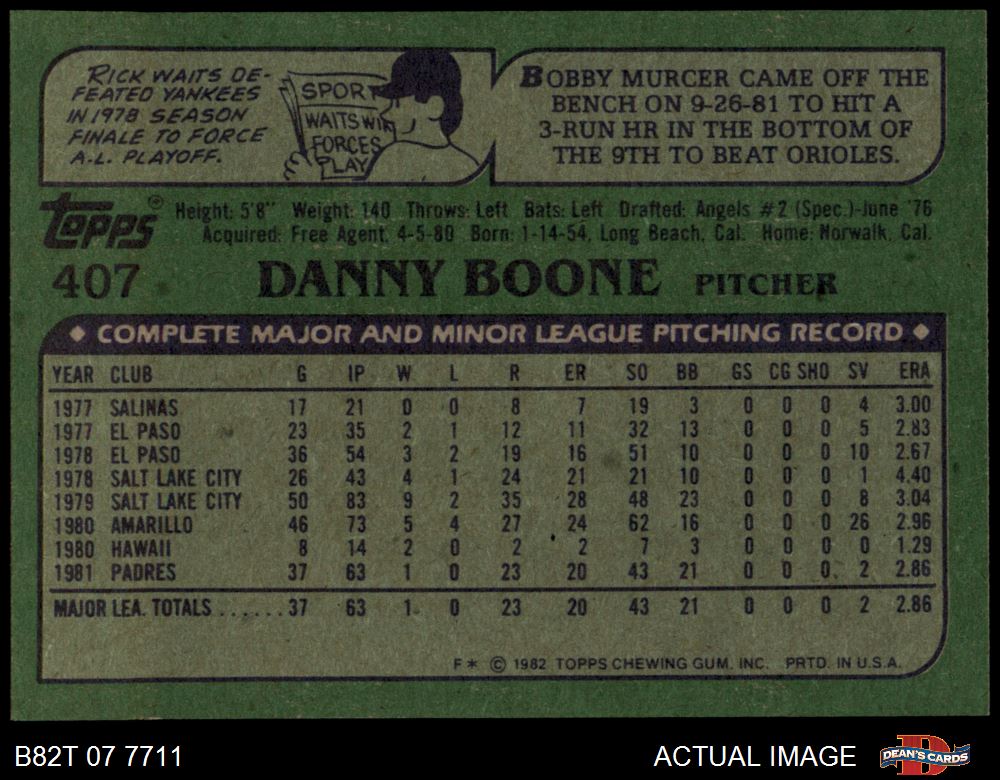 RICK WAITS DE-
FEATED YANKEES
IN 1978 SEASON
FINALE TO FORCE
A.L. PLAYOFF.
SPORT
WAITS WIN
FORCES
PLAY
BOBBY MURCER CAME OFF THE
BENCH ON 9-26-81 TO HIT A
3-RUN HR IN THE BOTTOM OF
THE 9TH TO BEAT ORIOLES.
TOPPS®
Height: 5'8" Weight: 140 Throws: Left Bats: Left Drafted: Angels #2 (Spec.)-June '76
Acquired: Free Agent, 4-5-80 Born: 1-14-54, Long Beach, Cal. Home: Norwalk, Cal.
407 DANNY BOONE PITCHER
◆ COMPLETE MAJOR AND MINOR LEAGUE PITCHING RECORD ◆
YEAR CLUB G IP W L R ER SO BB GS CG SHO SV ERA
1977 SALINAS 17 21 0 0 8 7 19 3 0 0 0 4 3.00
1977 EL PASO 23 35 2 1 12 11 32 13 0 0 0 5 2.83
1978 EL PASO 36 54 3 2 19 16 51 10 0 0 0 10 2.67
1978 SALT LAKE CITY 26 43 4 1 24 21 21 10 0 0 0 1 4.40
1979 SALT LAKE CITY 50 83 9 2 35 28 48 23 0 0 0 8 3.04
1980 AMARILLO 46 73 5 4 27 24 62 16 0 0 0 26 2.96
1980 HAWAII 8 14 2 0 2 2 7 3 0 0 0 0 1.29
1981 PADRES 37 63 1 0 23 20 43 21 0 0 0 2 2.86
MAJOR LEA. TOTALS ...... 37 63 1 0 23 20 43 21 0 0 0 2 2.86
F* © 1982 TOPPS CHEWING GUM, INC. PRTD. IN U.S.A.
B82T 07 7711 ACTUAL IMAGE DEAN'S CARDS